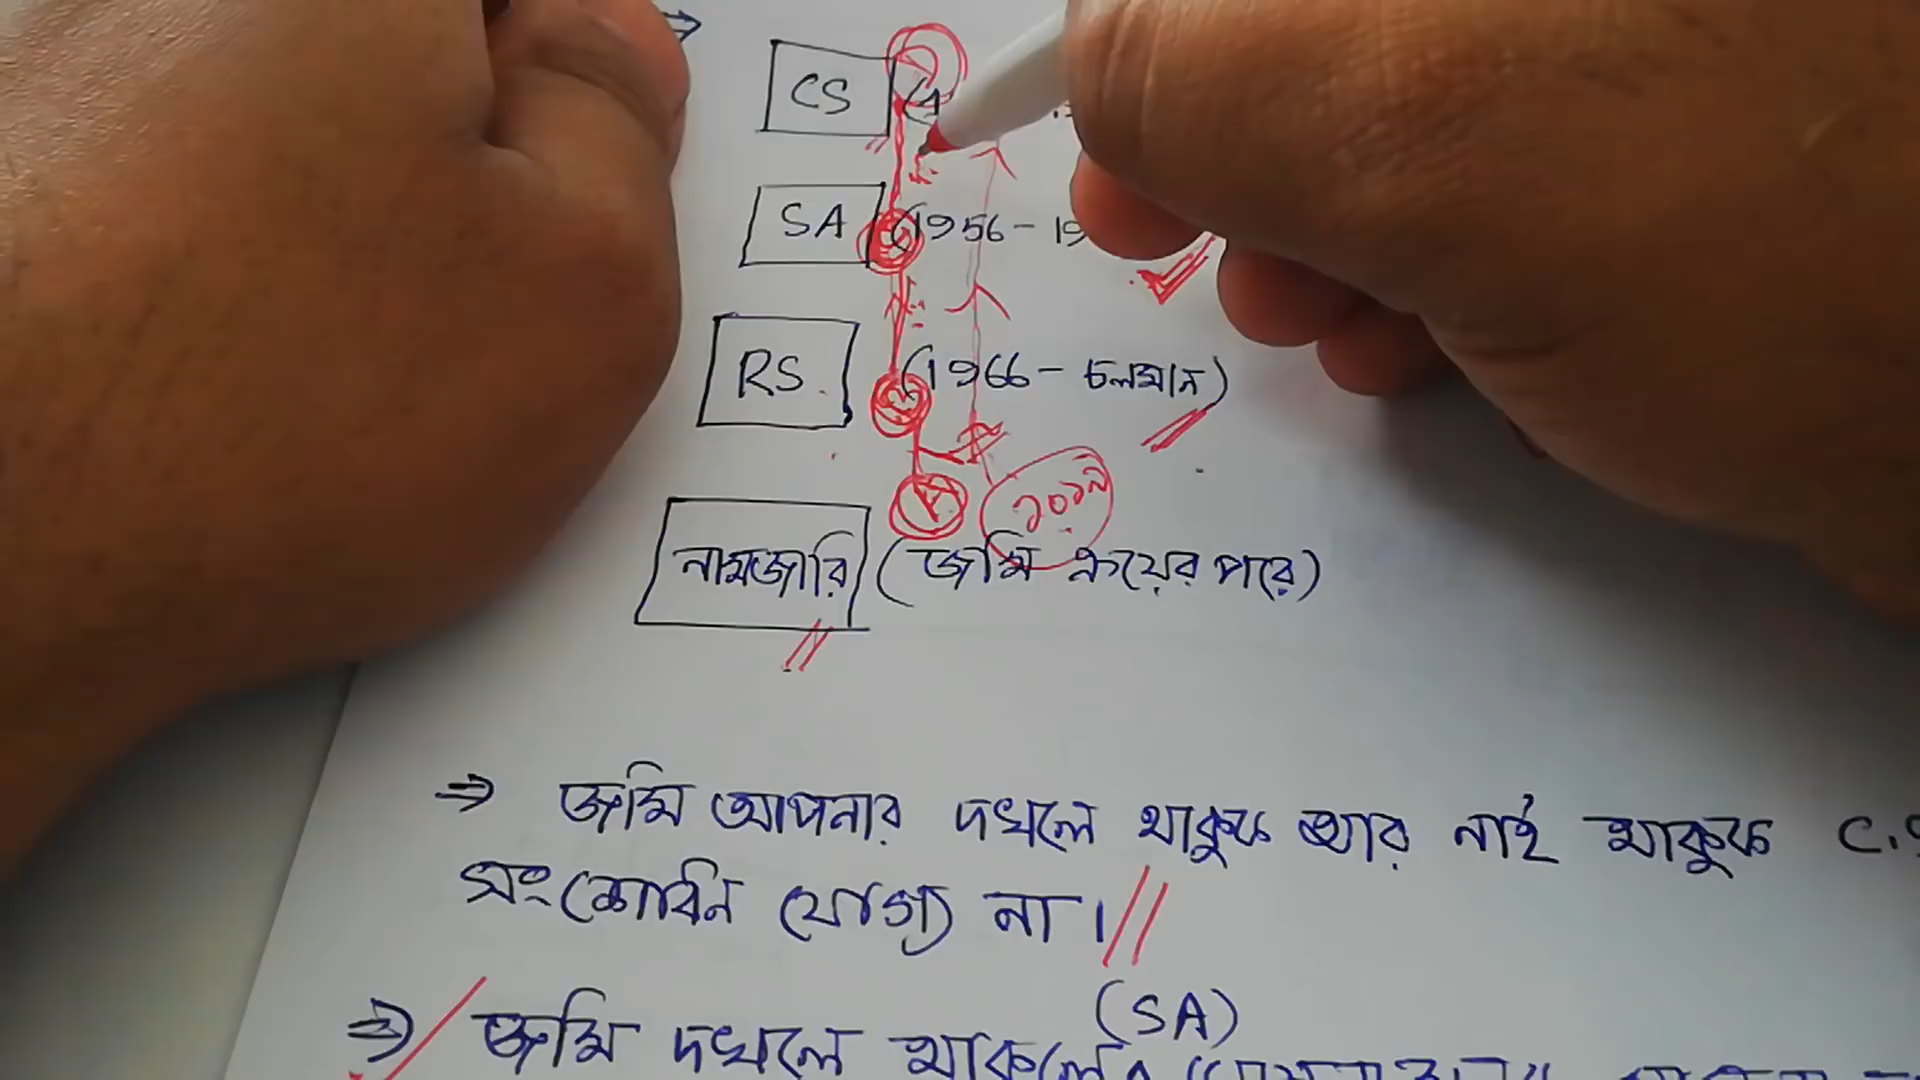 CS
SA (1956 - 19
RS (1966 - চলমান)
২০১৯
নামজারি (জমি ক্রয়ের পরে)
⇒ জমি আপনার দখলে থাকুক আর নাই থাকুক C.S
সংশোধন যোগ্য না।
(SA)
⇒ জমি দখলে থাকলে